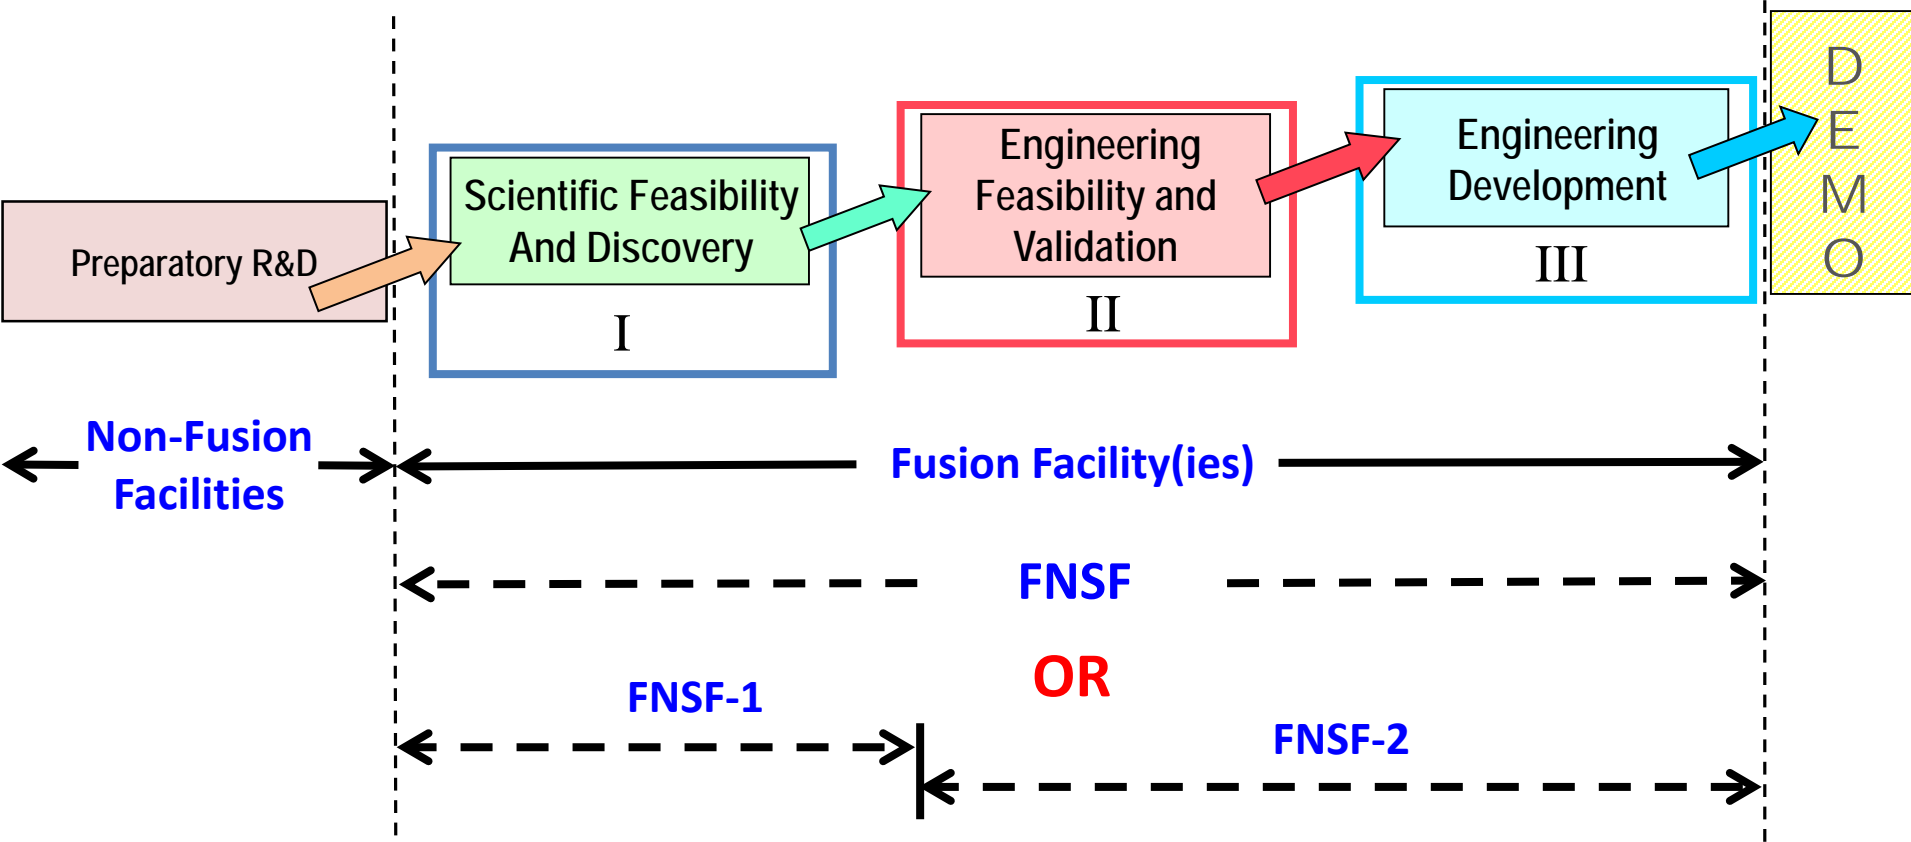 Preparatory R&D
Scientific Feasibility
And Discovery
I
Engineering
Feasibility and
Validation
II
Engineering
Development
III
D
E
M
O
Non-Fusion
Facilities
Fusion Facility(ies)
FNSF
OR
FNSF-1
FNSF-2